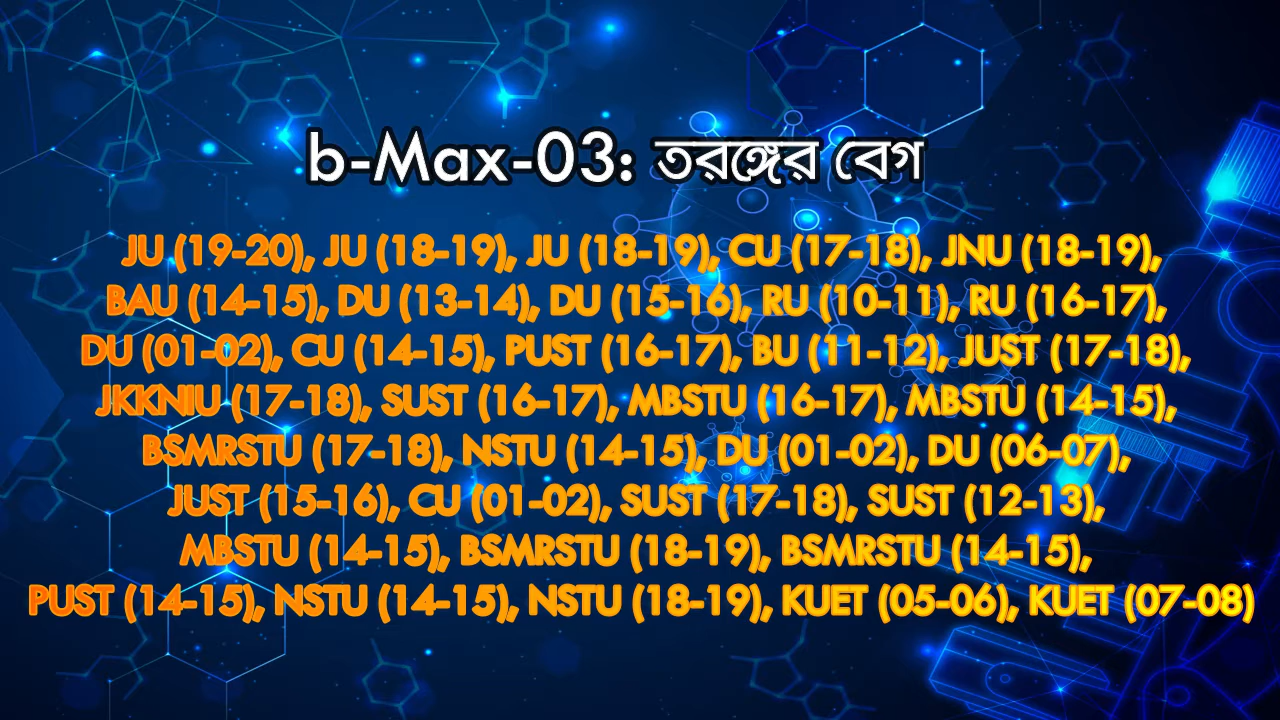 b-Max-03: তরঙ্গের বেগ
JU (19-20), JU (18-19), JU (18-19), CU (17-18), JNU (18-19),
BAU (14-15), DU (13-14), DU (15-16), RU (10-11), RU (16-17),
DU (01-02), CU (14-15), PUST (16-17), BU (11-12), JUST (17-18),
JKKNIU (17-18), SUST (16-17), MBSTU (16-17), MBSTU (14-15),
BSMRSTU (17-18), NSTU (14-15), DU (01-02), DU (06-07),
JUST (15-16), CU (01-02), SUST (17-18), SUST (12-13),
MBSTU (14-15), BSMRSTU (18-19), BSMRSTU (14-15),
PUST (14-15), NSTU (14-15), NSTU (18-19), KUET (05-06), KUET (07-08)